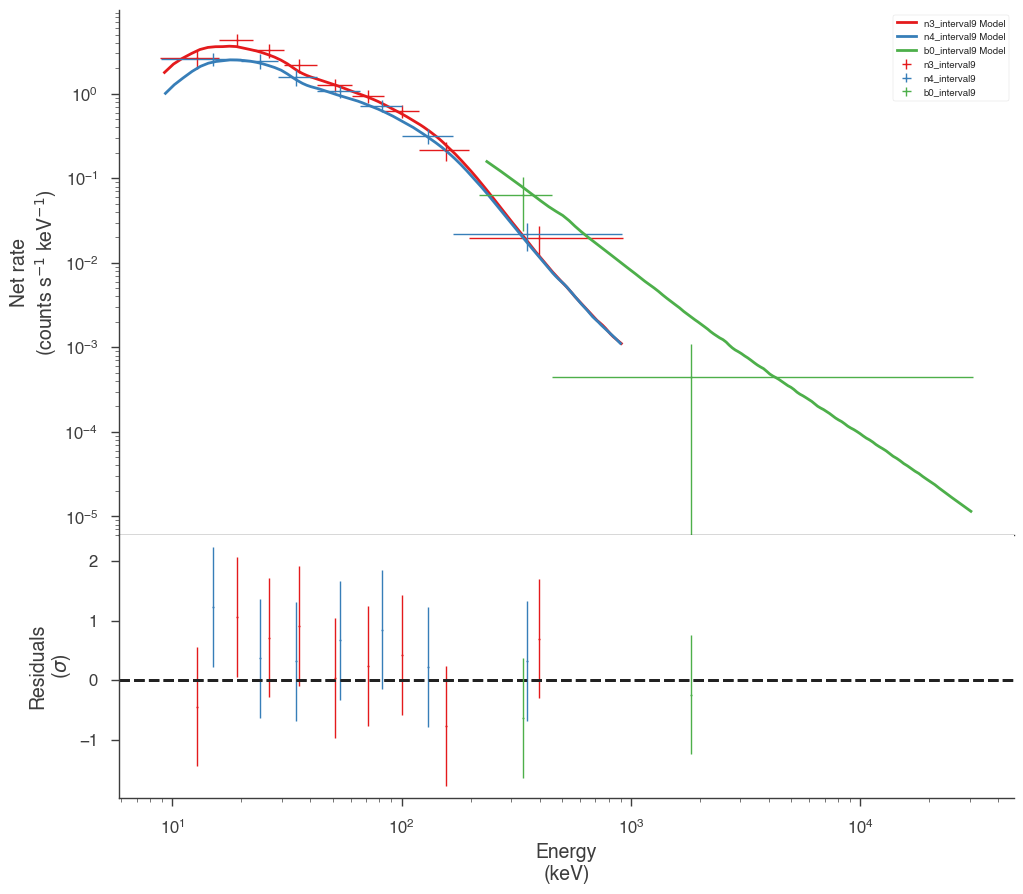 n3_interval9 Model
n4_interval9 Model
b0_interval9 Model
n3_interval9
n4_interval9
b0_interval9
Net rate
(counts s⁻¹ keV⁻¹)
10⁰
10⁻¹
10⁻²
10⁻³
10⁻⁴
10⁻⁵
Residuals
(σ)
2
1
0
−1
10¹
10²
10³
10⁴
Energy
(keV)